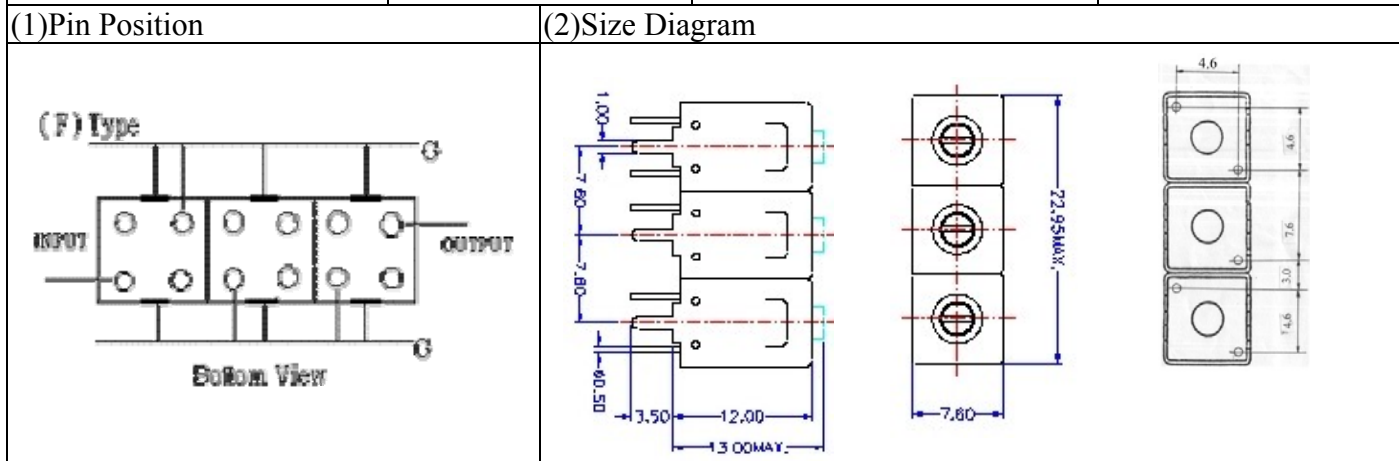 (1)Pin Position
(2)Size Diagram
(F) Type
G
INPUT
OUTPUT
G
Bottom View
1.00
7.60
7.60
ø0.50
3.50
12.00
13.00MAX.
22.95MAX.
7.60
4.6
4.6
7.6
3.0
4.6